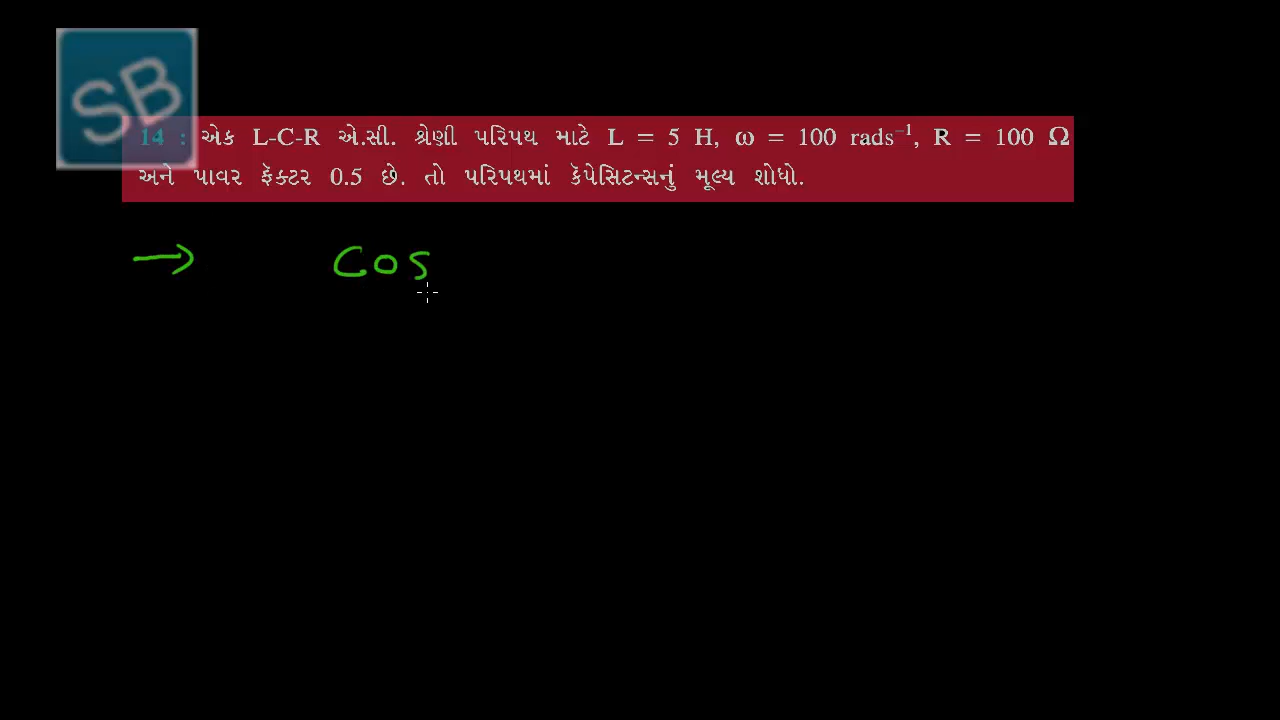 SB
14 : એક L-C-R એ.સી. શ્રેણી પરિપથ માટે L = 5 H, ω = 100 rads⁻¹, R = 100 Ω
અને પાવર ફૅક્ટર 0.5 છે. તો પરિપથમાં કૅપેસિટન્સનું મૂલ્ય શોધો.
→ cos